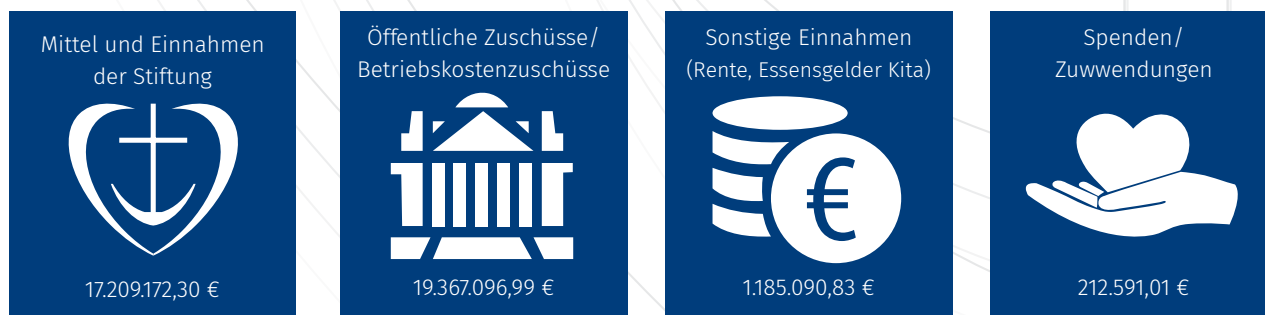 Mittel und Einnahmen
der Stiftung
17.209.172,30 €
Öffentliche Zuschüsse/
Betriebskostenzuschüsse
19.367.096,99 €
Sonstige Einnahmen
(Rente, Essensgelder Kita)
€
1.185.090,83 €
Spenden/
Zuwwendungen
212.591,01 €